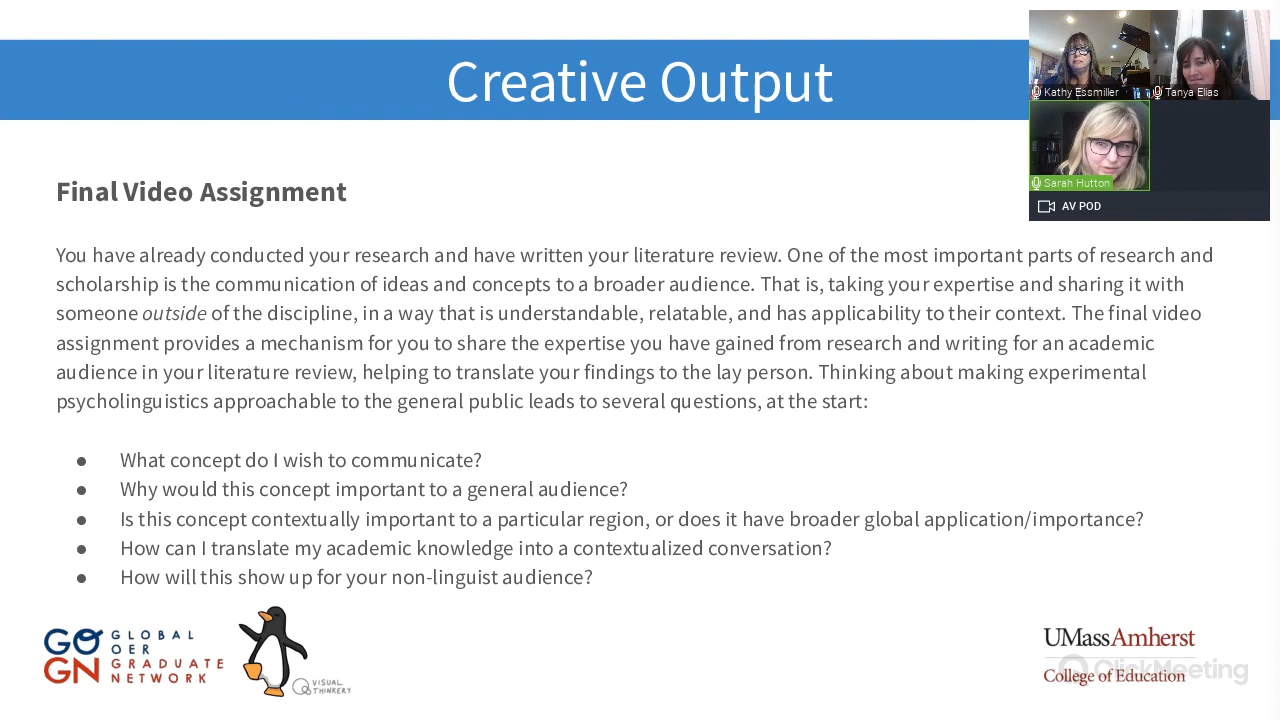 Creative Output
Kathy Essmiller
Tanya Elias
Sarah Hutton
AV POD
Final Video Assignment
You have already conducted your research and have written your literature review. One of the most important parts of research and
scholarship is the communication of ideas and concepts to a broader audience. That is, taking your expertise and sharing it with
someone outside of the discipline, in a way that is understandable, relatable, and has applicability to their context. The final video
assignment provides a mechanism for you to share the expertise you have gained from research and writing for an academic
audience in your literature review, helping to translate your findings to the lay person. Thinking about making experimental
psycholinguistics approachable to the general public leads to several questions, at the start:
● What concept do I wish to communicate?
● Why would this concept important to a general audience?
● Is this concept contextually important to a particular region, or does it have broader global application/importance?
● How can I translate my academic knowledge into a contextualized conversation?
● How will this show up for your non-linguist audience?
GO
GN
GLOBAL
OER
GRADUATE
NETWORK
VISUAL
THINKERY
UMassAmherst
College of Education
ClickMeeting